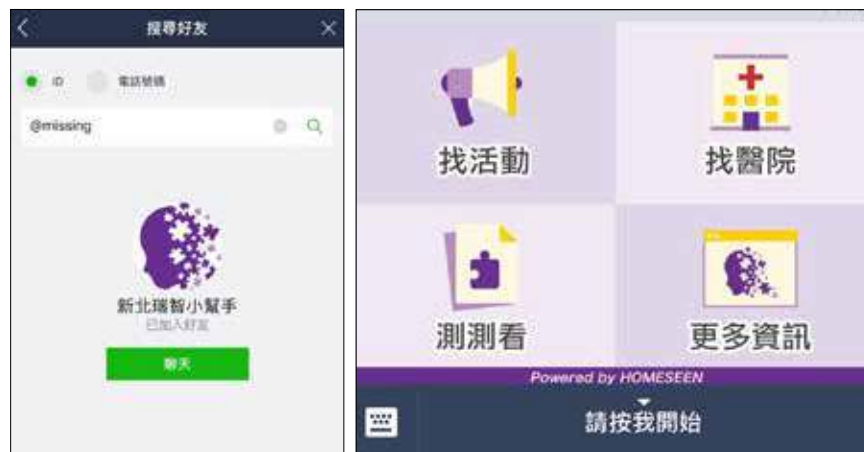 搜尋好友
ID
電話號碼
@missing
新北瑞智小幫手
已加入好友
聊天
找活動
找醫院
測測看
更多資訊
Powered by HOMESEEN
請按我開始